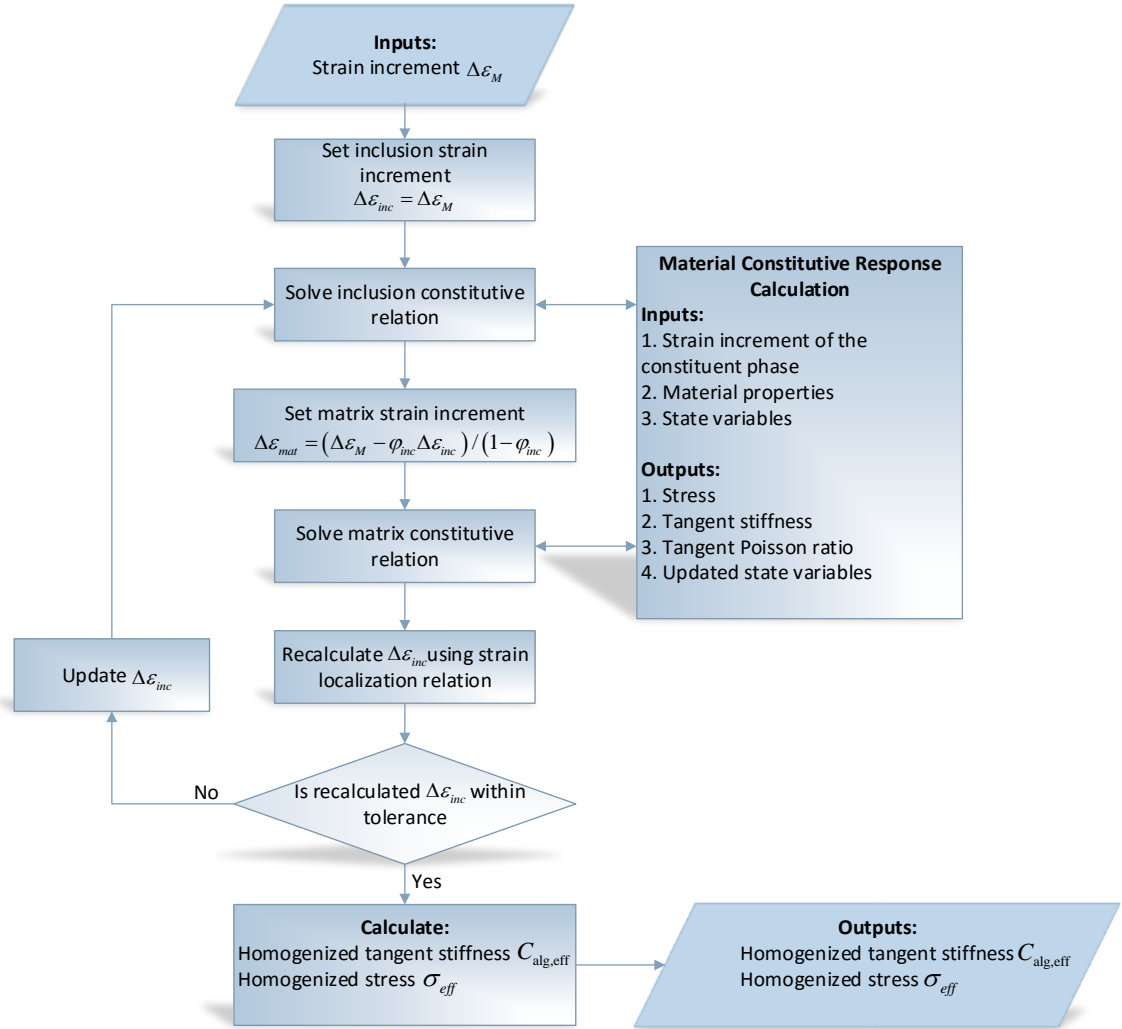 Inputs:
Strain increment Δε_M
Set inclusion strain
increment
Δε_inc = Δε_M
Solve inclusion constitutive
relation
Material Constitutive Response
Calculation
Inputs:
1. Strain increment of the
constituent phase
2. Material properties
3. State variables
Outputs:
1. Stress
2. Tangent stiffness
3. Tangent Poisson ratio
4. Updated state variables
Set matrix strain increment
Δε_mat = (Δε_M − φ_inc Δε_inc) / (1 − φ_inc)
Solve matrix constitutive
relation
Recalculate Δε_inc using strain
localization relation
Update Δε_inc
Is recalculated Δε_inc within
tolerance
No
Yes
Calculate:
Homogenized tangent stiffness C_alg,eff
Homogenized stress σ_eff
Outputs:
Homogenized tangent stiffness C_alg,eff
Homogenized stress σ_eff